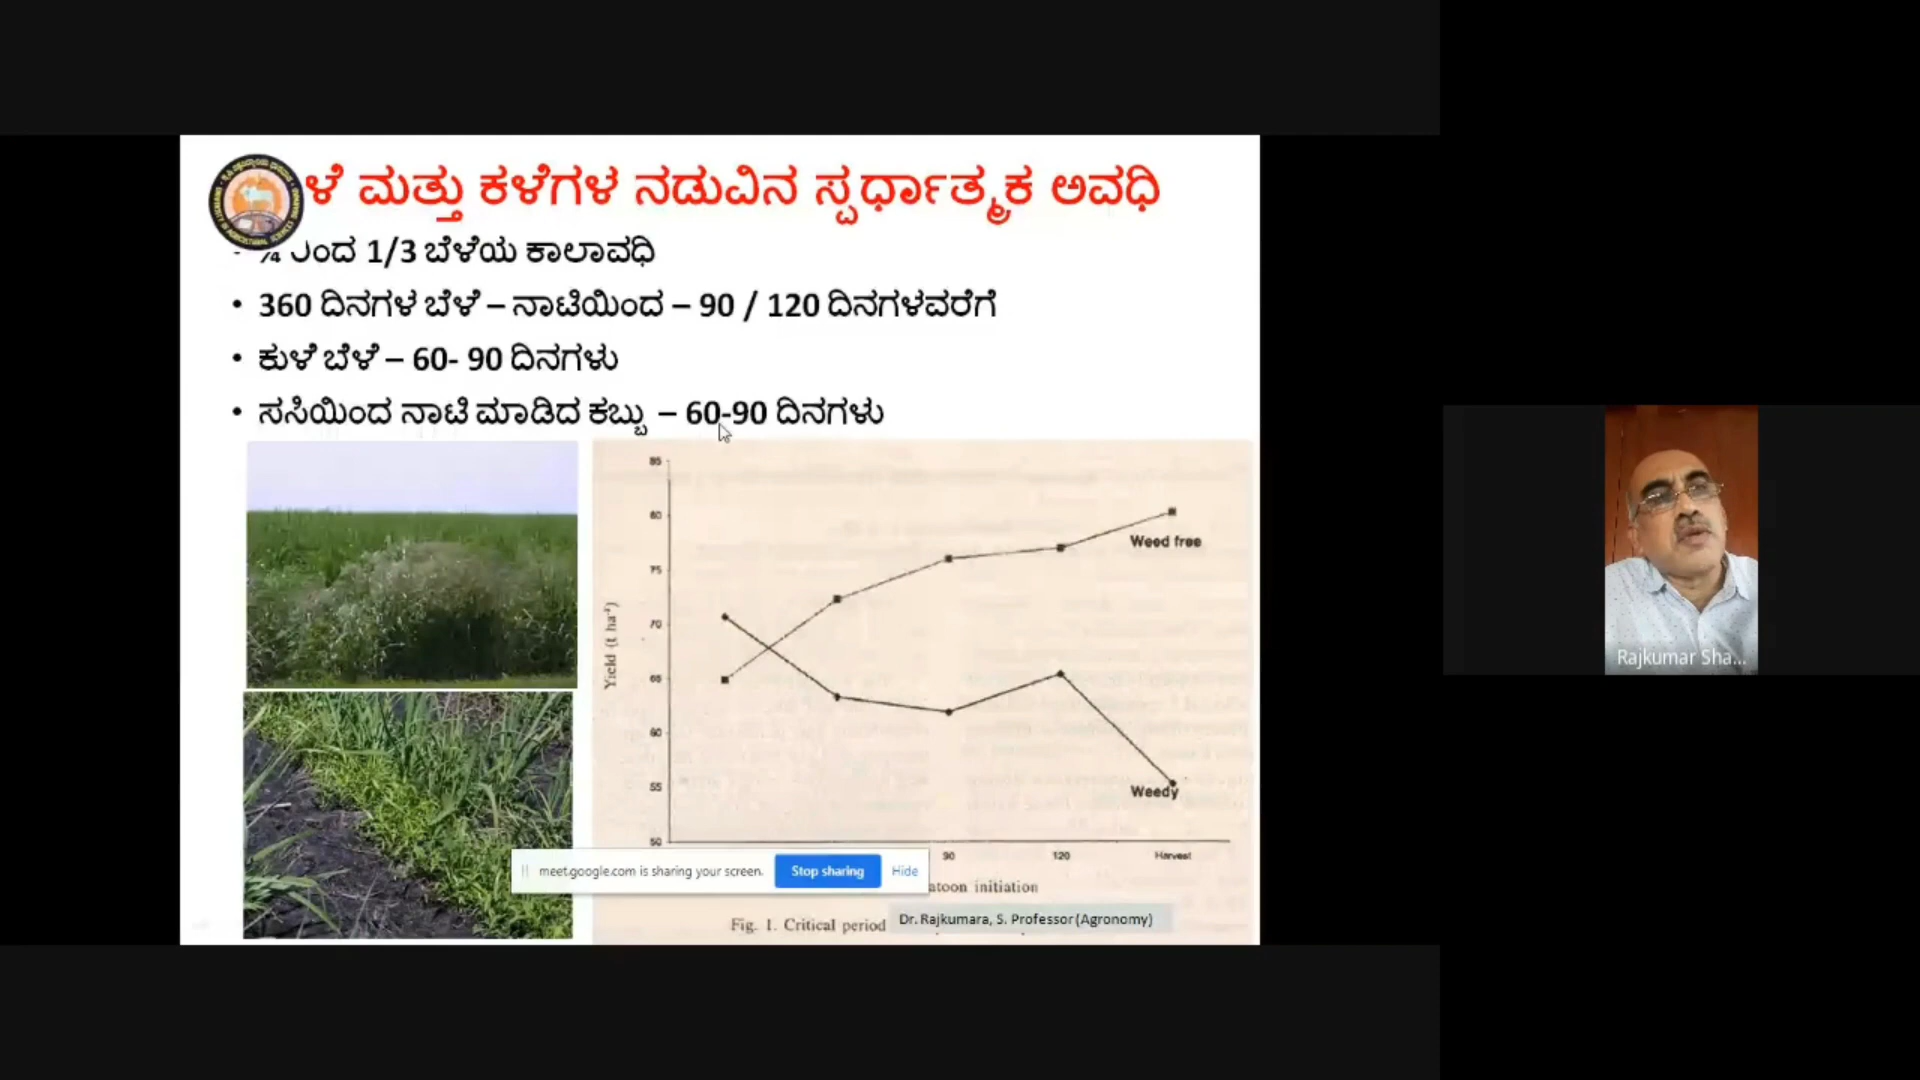 ಳೆ ಮತ್ತು ಕಳೆಗಳ ನಡುವಿನ ಸ್ಪರ್ಧಾತ್ಮಕ ಅವಧಿ
• ¼ ರಿಂದ 1/3 ಬೆಳೆಯ ಕಾಲಾವಧಿ
• 360 ದಿನಗಳ ಬೆಳೆ – ನಾಟಿಯಿಂದ – 90 / 120 ದಿನಗಳವರೆಗೆ
• ಕುಳೆ ಬೆಳೆ – 60- 90 ದಿನಗಳು
• ಸಸಿಯಿಂದ ನಾಟಿ ಮಾಡಿದ ಕಬ್ಬು – 60-90 ದಿನಗಳು
85
80
75
70
65
60
55
50
Yield (t ha⁻¹)
Weed free
Weedy
90 120 Harvest
atoon initiation
Fig. 1. Critical period
Dr. Rajkumara, S. Professor (Agronomy)
meet.google.com is sharing your screen. Stop sharing Hide
Rajkumar Sha...